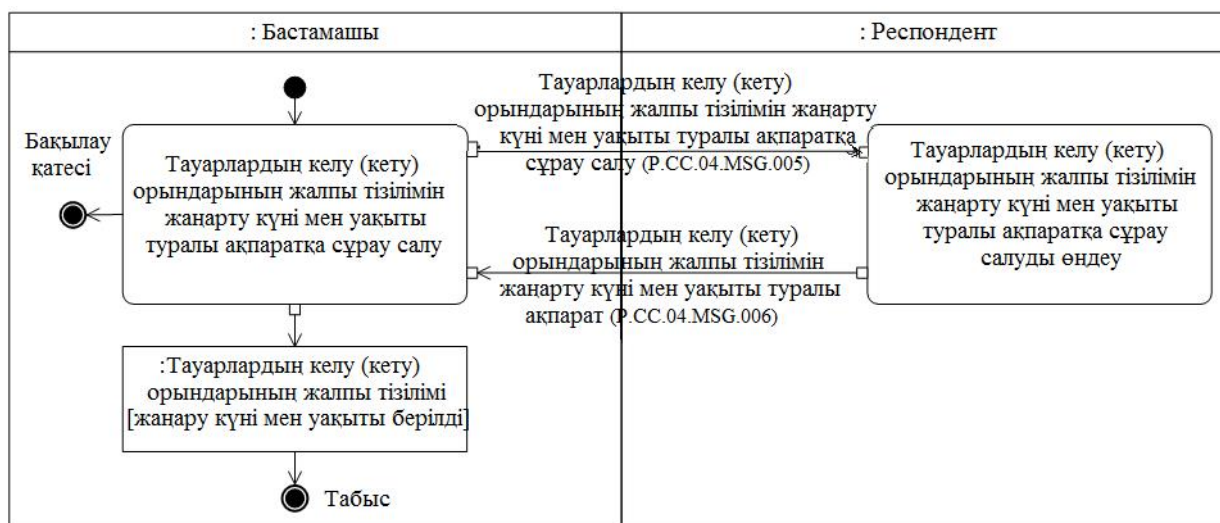 : Бастамашы
: Респондент
Бақылау
қатесі
Тауарлардың келу (кету)
орындарының жалпы тізілімін
жаңарту күні мен уақыты
туралы ақпаратқа сұрау салу
Тауарлардың келу (кету)
орындарының жалпы тізілімін жаңарту
күні мен уақыты туралы ақпаратқа
сұрау салу (P.CC.04.MSG.005)
Тауарлардың келу (кету)
орындарының жалпы тізілімін
жаңарту күні мен уақыты
туралы ақпаратқа сұрау
салуды өңдеу
Тауарлардың келу (кету)
орындарының жалпы тізілімін
жаңарту күні мен уақыты туралы
ақпарат (P.CC.04.MSG.006)
:Тауарлардың келу (кету)
орындарының жалпы тізілімі
[жаңару күні мен уақыты берілді]
Табыс